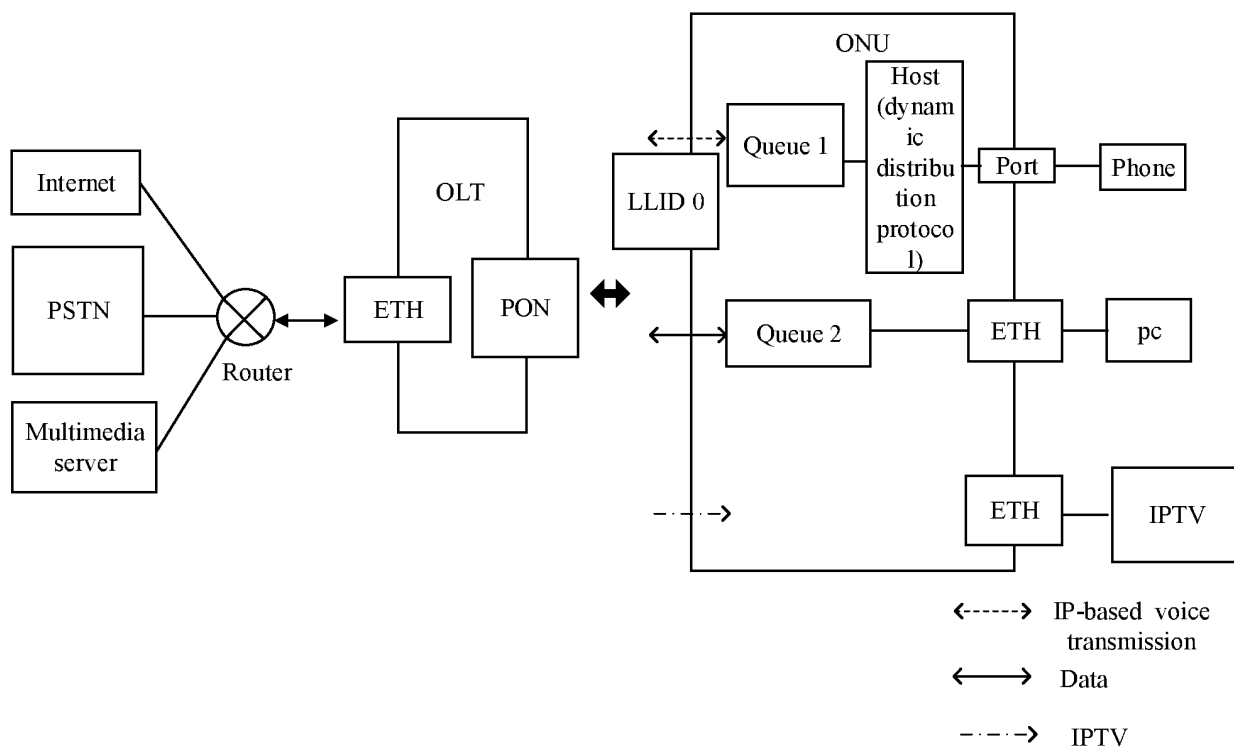 Internet
PSTN
Multimedia
server
Router
ETH
OLT
PON
ONU
LLID 0
Queue 1
Host
(dynam
ic
distribu
tion
protoco
l)
Port
Phone
Queue 2
ETH
pc
ETH
IPTV
IP-based voice
transmission
Data
IPTV